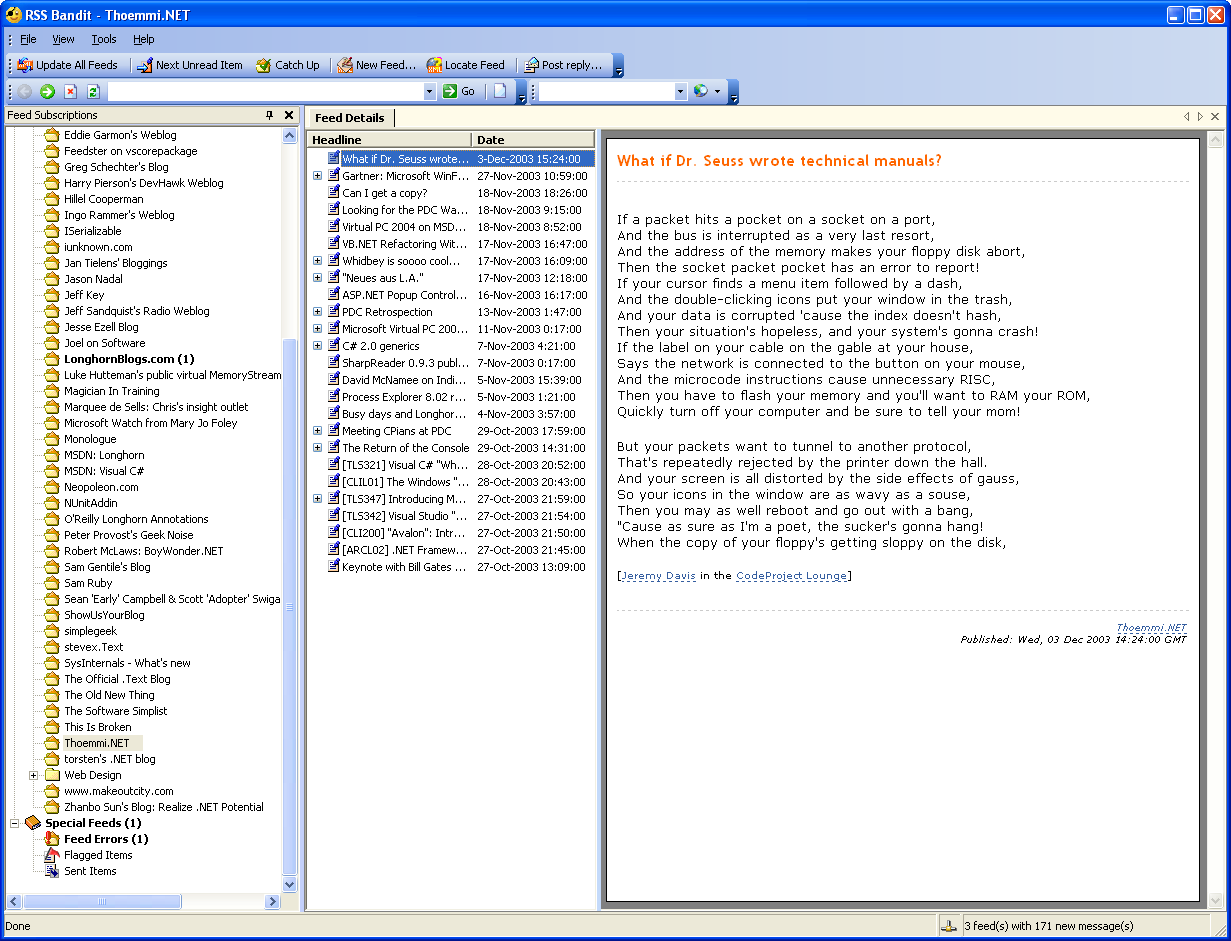 RSS Bandit - Thoemmi.NET
File View Tools Help
Update All Feeds Next Unread Item Catch Up New Feed... Locate Feed Post reply...
Go
Feed Subscriptions
Eddie Garmon's Weblog
Feedster on vscorepackage
Greg Schechter's Blog
Harry Pierson's DevHawk Weblog
Hillel Cooperman
Ingo Rammer's Weblog
ISerializable
iunknown.com
Jan Tielens' Bloggings
Jason Nadal
Jeff Key
Jeff Sandquist's Radio Weblog
Jesse Ezell Blog
Joel on Software
LonghornBlogs.com (1)
Luke Hutteman's public virtual MemoryStream
Magician In Training
Marquee de Sells: Chris's insight outlet
Microsoft Watch from Mary Jo Foley
Monologue
MSDN: Longhorn
MSDN: Visual C#
Neopoleon.com
NUnitAddin
O'Reilly Longhorn Annotations
Peter Provost's Geek Noise
Robert McLaws: BoyWonder.NET
Sam Gentile's Blog
Sam Ruby
Sean 'Early' Campbell & Scott 'Adopter' Swiga
ShowUsYourBlog
simplegeek
stevex.Text
SysInternals - What's new
The Official .Text Blog
The Old New Thing
The Software Simplist
This Is Broken
Thoemmi.NET
torsten's .NET blog
Web Design
www.makeoutcity.com
Zhanbo Sun's Blog: Realize .NET Potential
Special Feeds (1)
Feed Errors (1)
Flagged Items
Sent Items
Feed Details
Headline Date
What if Dr. Seuss wrote... 3-Dec-2003 15:24:00
Gartner: Microsoft WinF... 27-Nov-2003 10:59:00
Can I get a copy? 18-Nov-2003 18:26:00
Looking for the PDC Wa... 18-Nov-2003 9:15:00
Virtual PC 2004 on MSD... 18-Nov-2003 8:52:00
VB.NET Refactoring Wit... 17-Nov-2003 16:47:00
Whidbey is soooo cool... 17-Nov-2003 16:09:00
"Neues aus L.A." 17-Nov-2003 12:18:00
ASP.NET Popup Control... 16-Nov-2003 16:17:00
PDC Retrospection 13-Nov-2003 1:47:00
Microsoft Virtual PC 200... 11-Nov-2003 0:17:00
C# 2.0 generics 7-Nov-2003 4:21:00
SharpReader 0.9.3 publ... 7-Nov-2003 0:17:00
David McNamee on Indi... 5-Nov-2003 15:39:00
Process Explorer 8.02 r... 5-Nov-2003 1:21:00
Busy days and Longhor... 4-Nov-2003 3:57:00
Meeting CPians at PDC 29-Oct-2003 17:59:00
The Return of the Console 29-Oct-2003 14:31:00
[TLS321] Visual C# "Wh... 28-Oct-2003 20:52:00
[CLIL01] The Windows "... 28-Oct-2003 20:43:00
[TLS347] Introducing M... 27-Oct-2003 21:59:00
[TLS342] Visual Studio "... 27-Oct-2003 21:54:00
[CLI200] "Avalon": Intr... 27-Oct-2003 21:50:00
[ARCL02] .NET Framew... 27-Oct-2003 21:45:00
Keynote with Bill Gates ... 27-Oct-2003 13:09:00
What if Dr. Seuss wrote technical manuals?
If a packet hits a pocket on a socket on a port,
And the bus is interrupted as a very last resort,
And the address of the memory makes your floppy disk abort,
Then the socket packet pocket has an error to report!
If your cursor finds a menu item followed by a dash,
And the double-clicking icons put your window in the trash,
And your data is corrupted 'cause the index doesn't hash,
Then your situation's hopeless, and your system's gonna crash!
If the label on your cable on the gable at your house,
Says the network is connected to the button on your mouse,
And the microcode instructions cause unnecessary RISC,
Then you have to flash your memory and you'll want to RAM your ROM,
Quickly turn off your computer and be sure to tell your mom!
But your packets want to tunnel to another protocol,
That's repeatedly rejected by the printer down the hall.
And your screen is all distorted by the side effects of gauss,
So your icons in the window are as wavy as a souse,
Then you may as well reboot and go out with a bang,
"Cause as sure as I'm a poet, the sucker's gonna hang!
When the copy of your floppy's getting sloppy on the disk,
[Jeremy Davis in the CodeProject Lounge]
Thoemmi.NET
Published: Wed, 03 Dec 2003 14:24:00 GMT
Done
3 feed(s) with 171 new message(s)